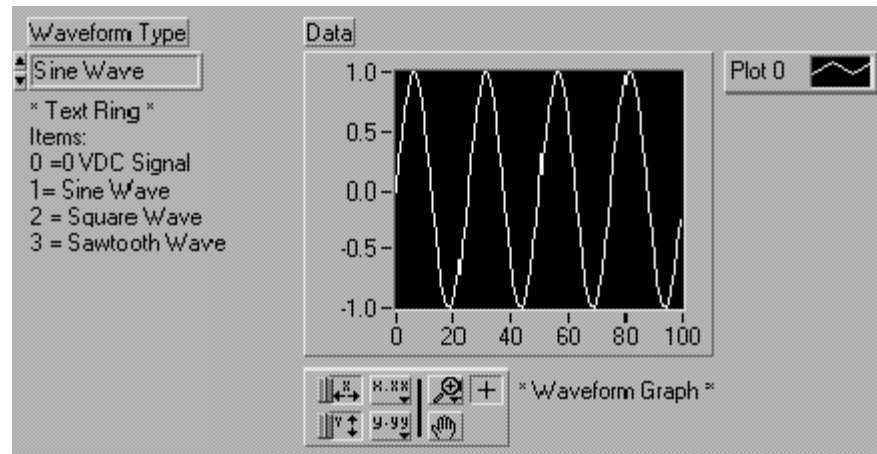 Waveform Type
Sine Wave
* Text Ring *
Items:
0 =0 VDC Signal
1= Sine Wave
2 = Square Wave
3 = Sawtooth Wave
Data
1.0
0.5
0.0
-0.5
-1.0
0 20 40 60 80 100
Plot 0
X
X.XX
Y
Y.YY
* Waveform Graph *